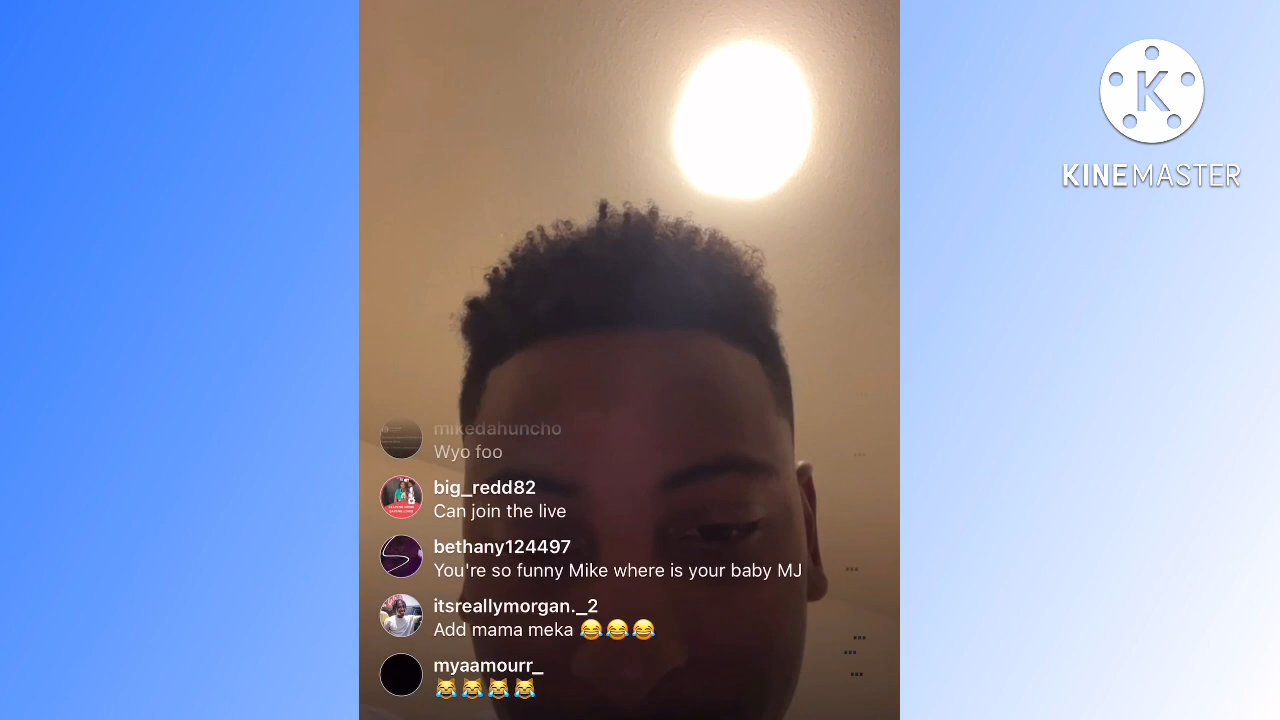 K
KINEMASTER
mikedahuncho
Wyo foo
big_redd82
Can join the live
bethany124497
You're so funny Mike where is your baby MJ
itsreallymorgan._2
Add mama meka 😂😂😂
myaamourr_
😹😹😹😹